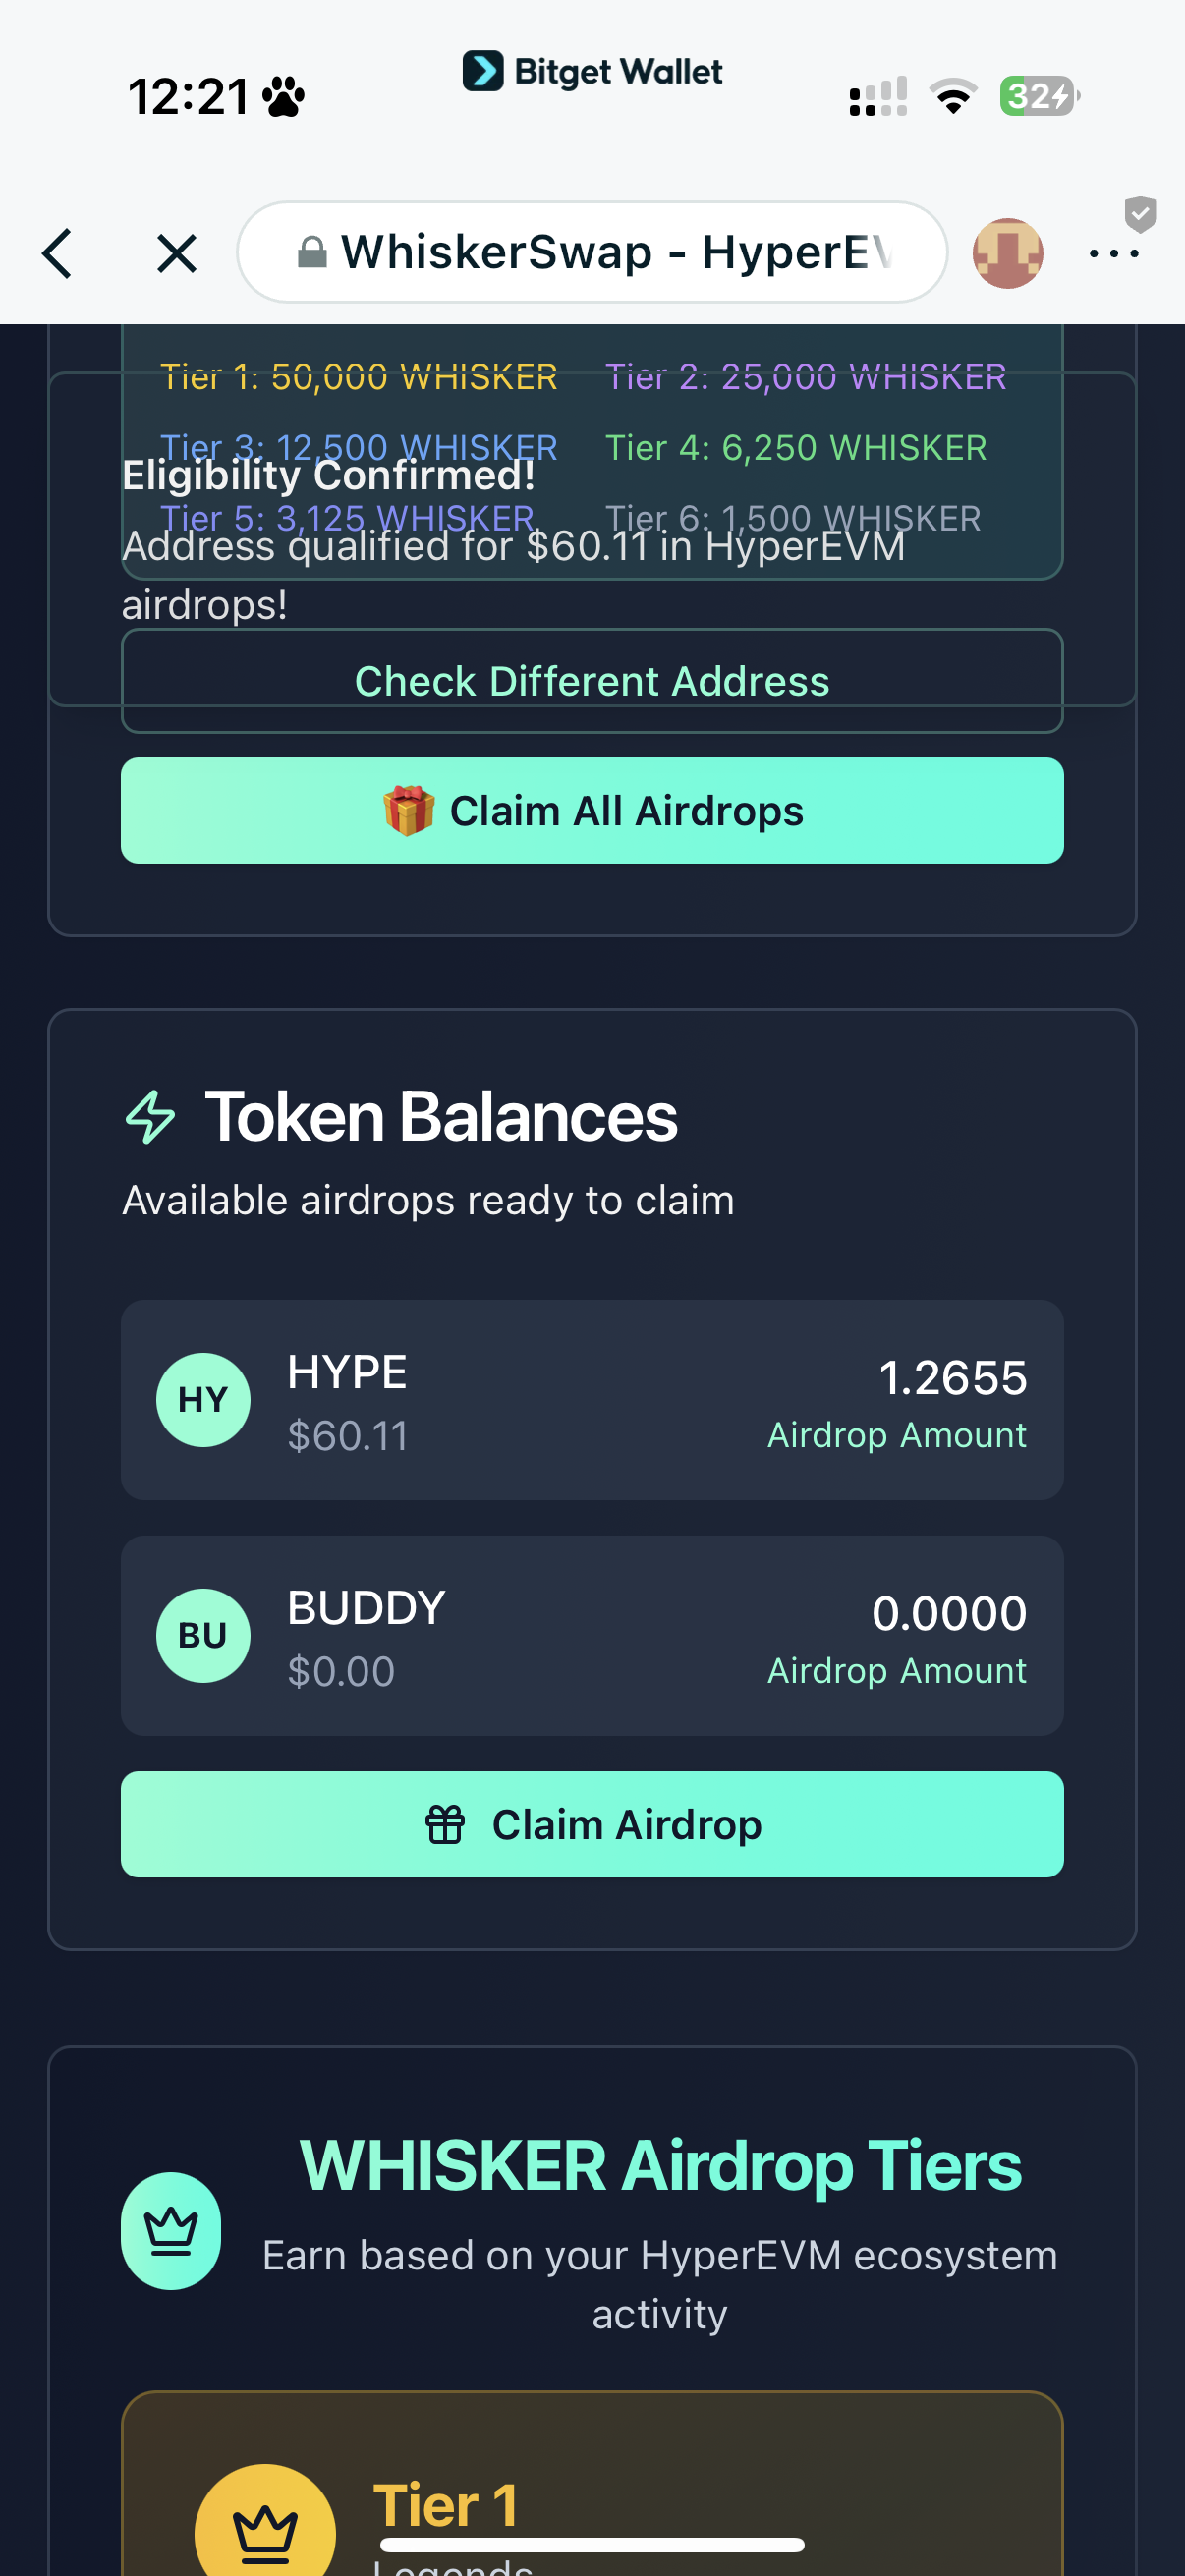 Bitget Wallet
12:21
32
WhiskerSwap - HyperEV
Tier 1: 50,000 WHISKER
Tier 2: 25,000 WHISKER
Tier 3: 12,500 WHISKER
Tier 4: 6,250 WHISKER
Eligibility Confirmed!
Tier 5: 3,125 WHISKER
Tier 6: 1,500 WHISKER
Address qualified for $60.11 in HyperEVM
airdrops!
Check Different Address
Claim All Airdrops
Token Balances
Available airdrops ready to claim
HY
HYPE
1.2655
$60.11
Airdrop Amount
BU
BUDDY
0.0000
$0.00
Airdrop Amount
Claim Airdrop
WHISKER Airdrop Tiers
Earn based on your HyperEVM ecosystem
activity
Tier 1
Legends